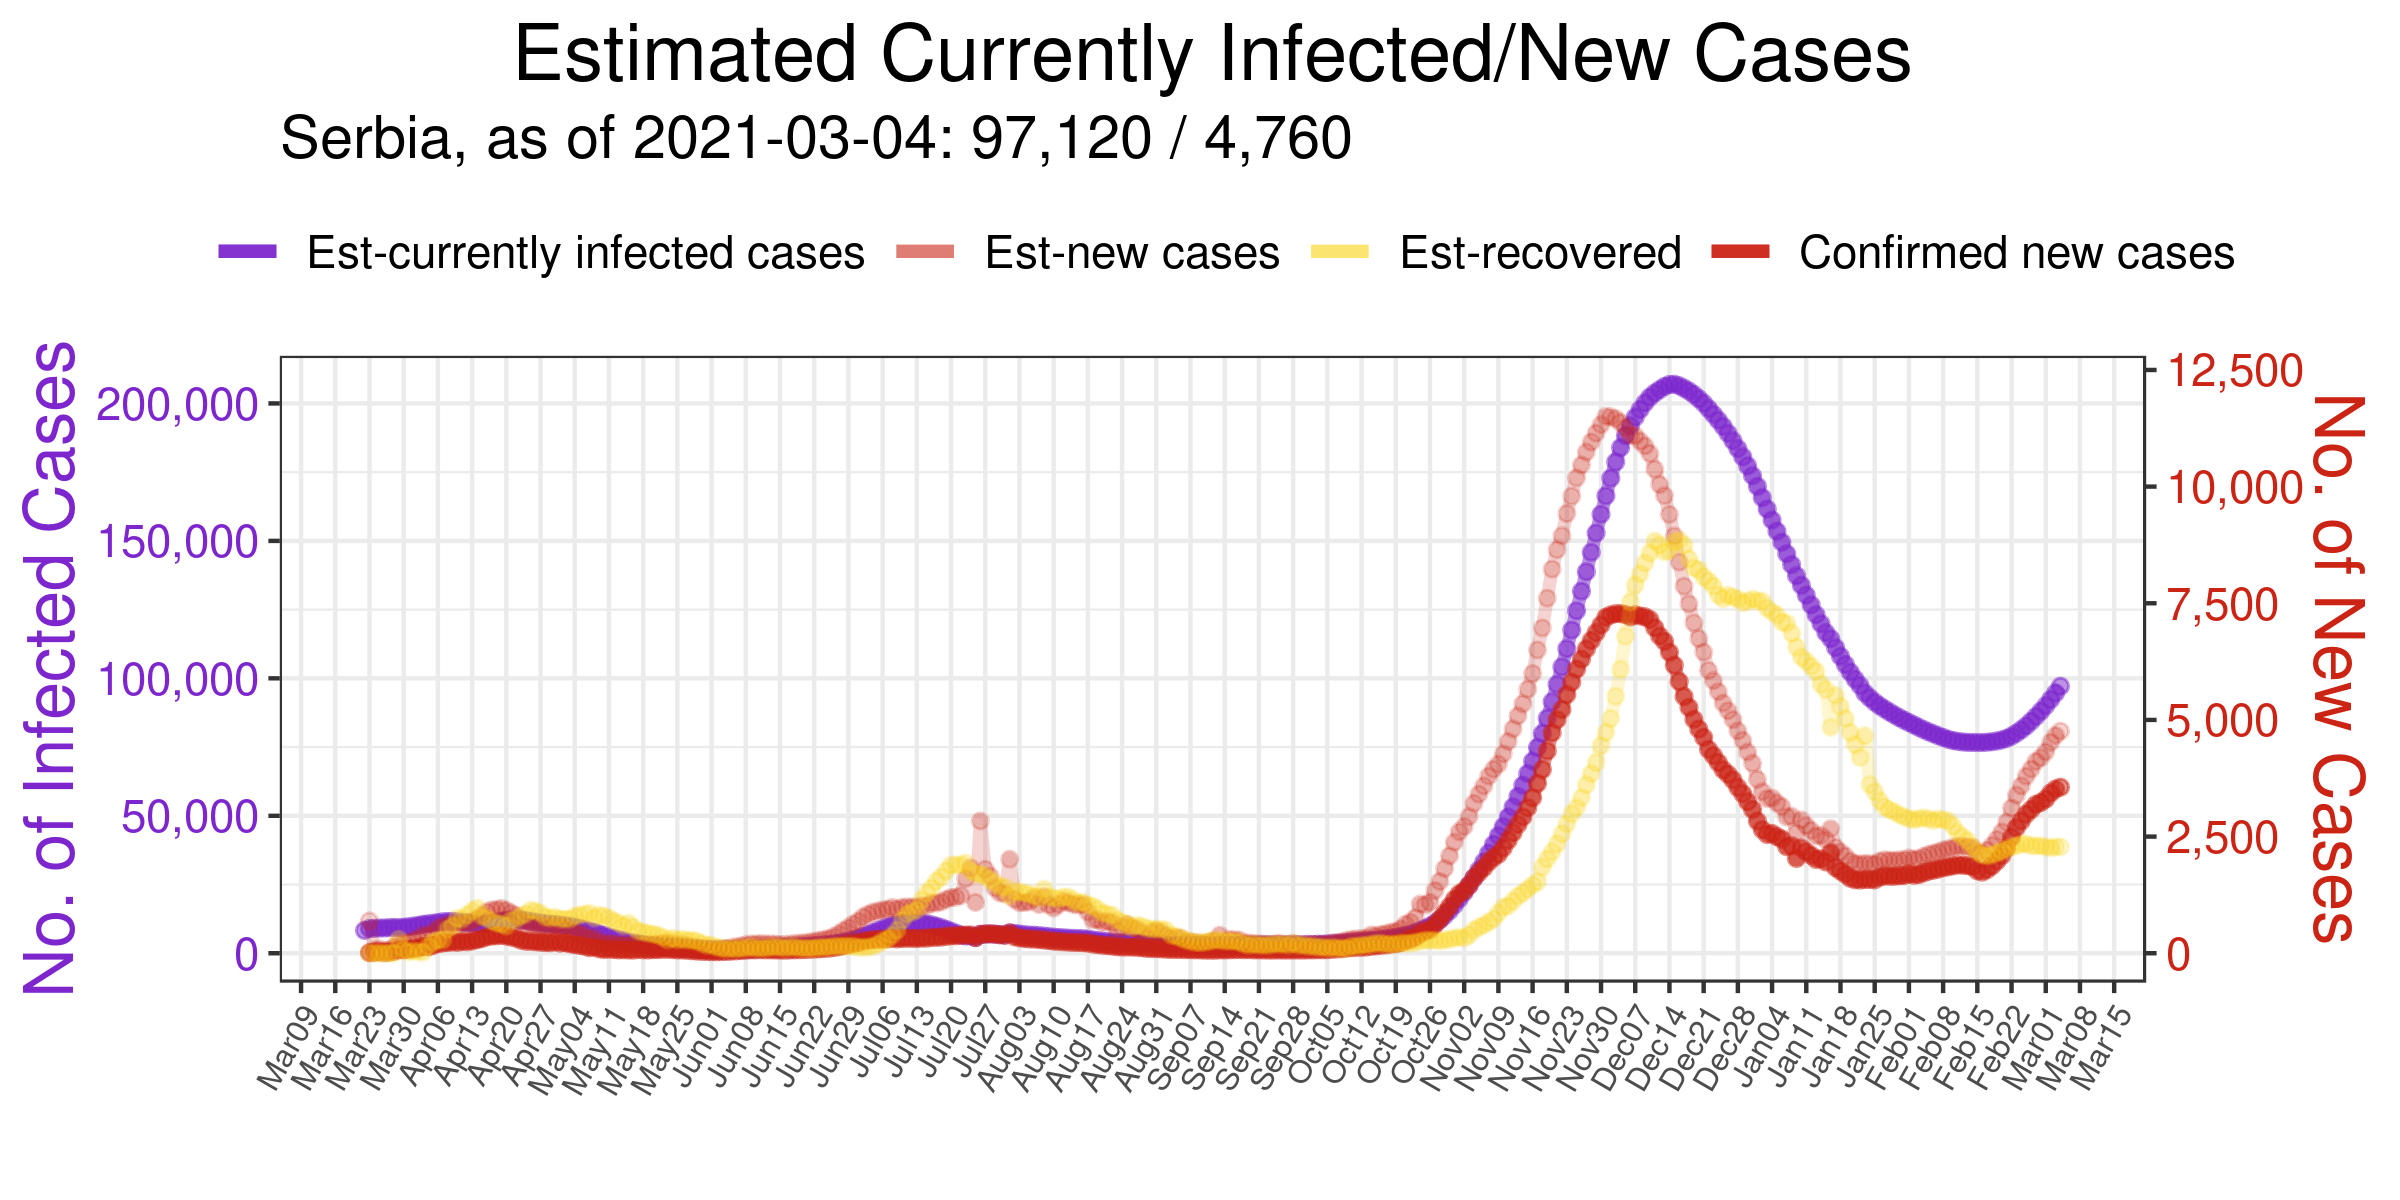 Estimated Currently Infected/New Cases
Serbia, as of 2021-03-04: 97,120 / 4,760
Est-currently infected cases Est-new cases Est-recovered Confirmed new cases
No. of Infected Cases
200,000
150,000
100,000
50,000
0
12,500
10,000
7,500
5,000
2,500
0
No. of New Cases
Mar09 Mar16 Mar23 Mar30 Apr06 Apr13 Apr20 Apr27 May04 May11 May18 May25 Jun01 Jun08 Jun15 Jun22 Jun29 Jul06 Jul13 Jul20 Jul27 Aug03 Aug10 Aug17 Aug24 Aug31 Sep07 Sep14 Sep21 Sep28 Oct05 Oct12 Oct19 Oct26 Nov02 Nov09 Nov16 Nov23 Nov30 Dec07 Dec14 Dec21 Dec28 Jan04 Jan11 Jan18 Jan25 Feb01 Feb08 Feb15 Feb22 Mar01 Mar08 Mar15